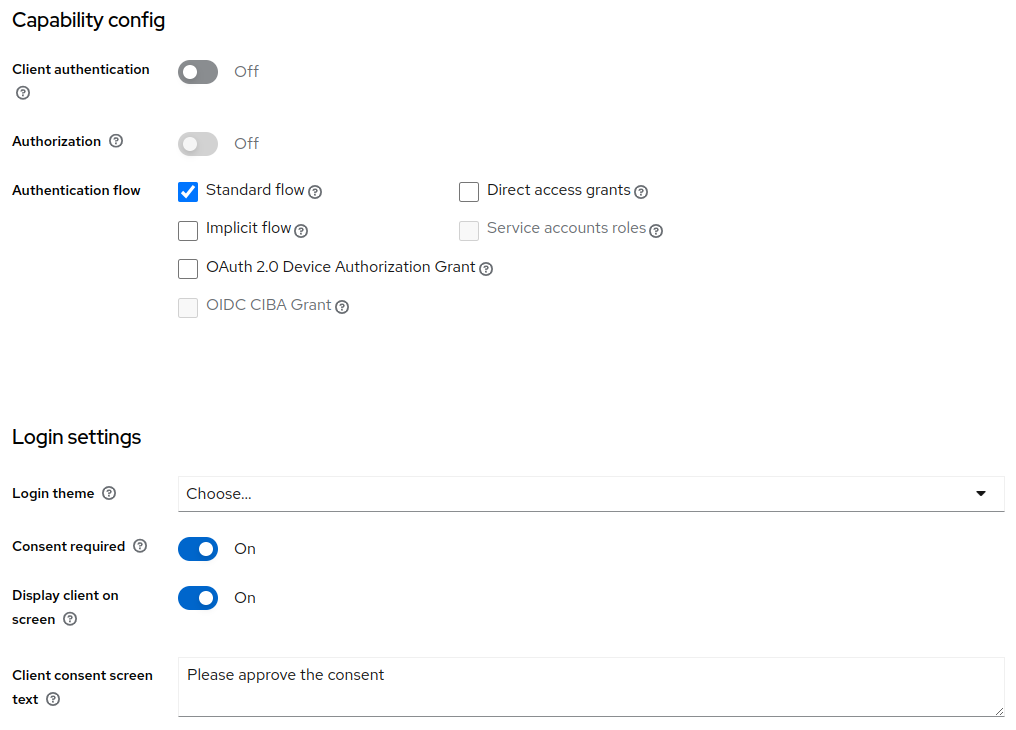 Capability config
Client authentication
Off
Authorization
Off
Authentication flow
Standard flow
Direct access grants
Implicit flow
Service accounts roles
OAuth 2.0 Device Authorization Grant
OIDC CIBA Grant
Login settings
Login theme
Choose...
Consent required
On
Display client on
screen
On
Client consent screen
text
Please approve the consent